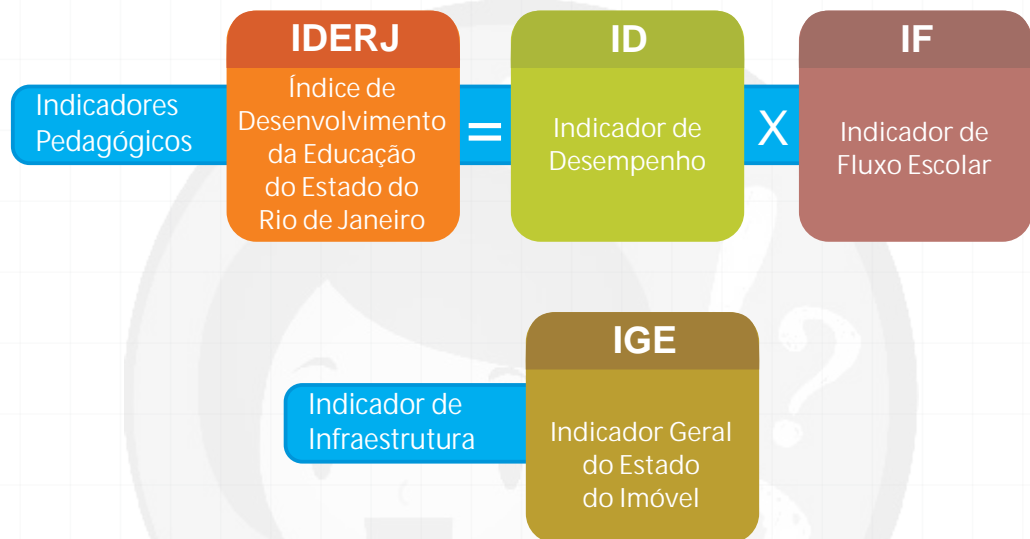 Indicadores
Pedagógicos
IDERJ
Índice de
Desenvolvimento
da Educação
do Estado do
Rio de Janeiro
=
ID
Indicador de
Desempenho
X
IF
Indicador de
Fluxo Escolar
Indicador de
Infraestrutura
IGE
Indicador Geral
do Estado
do Imóvel